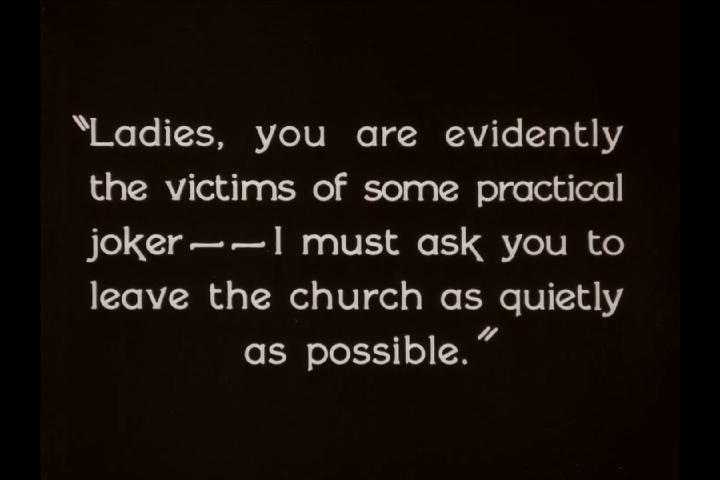 "Ladies, you are evidently
the victims of some practical
joker——I must ask you to
leave the church as quietly
as possible."